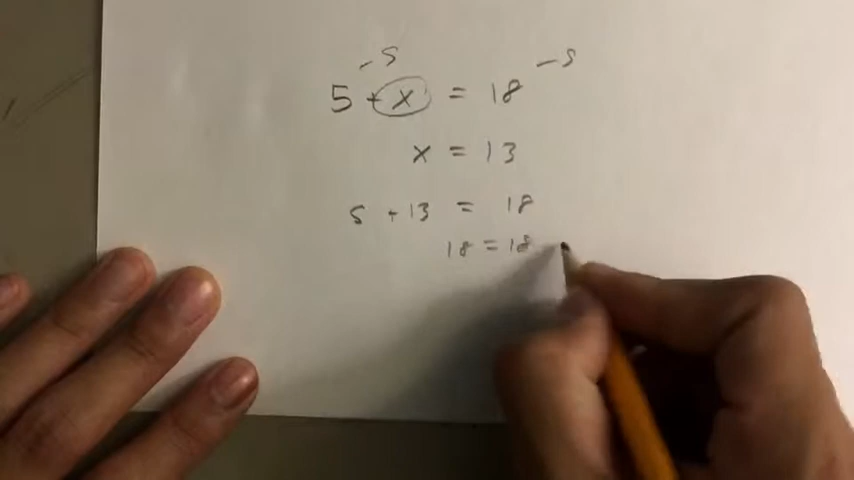 -5 -5
5 + x = 18
x = 13
5 + 13 = 18
18 = 18